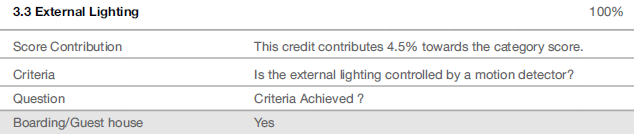 3.3 External Lighting 100%
Score Contribution This credit contributes 4.5% towards the category score.
Criteria Is the external lighting controlled by a motion detector?
Question Criteria Achieved ?
Boarding/Guest house Yes